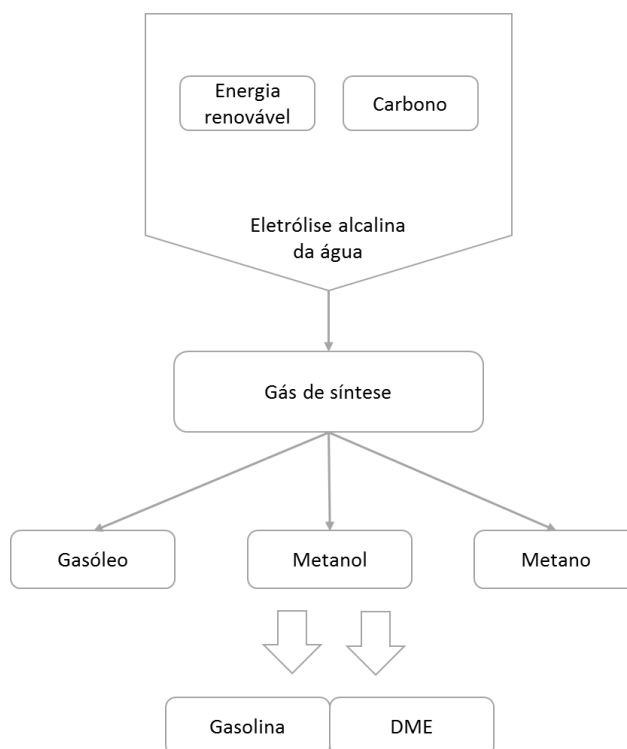 Energia
renovável
Carbono
Eletrólise alcalina
da água
Gás de síntese
Gasóleo
Metanol
Metano
Gasolina
DME